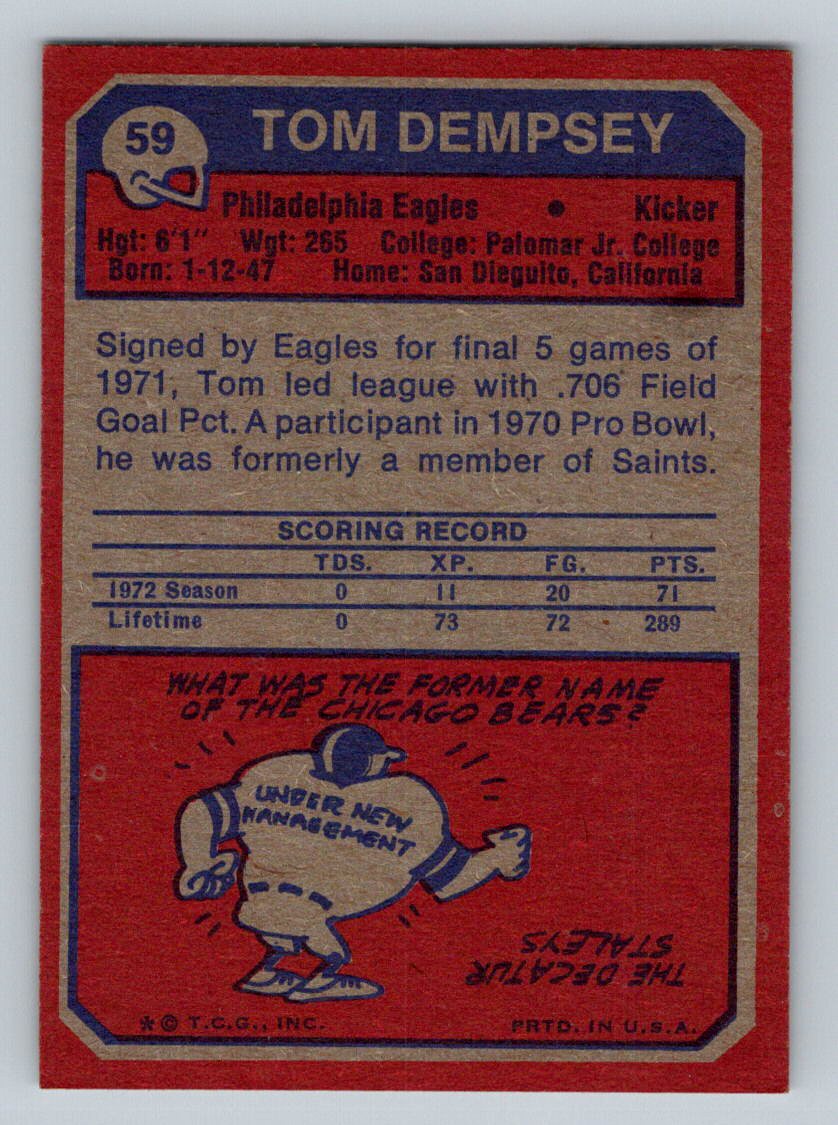 59
TOM DEMPSEY
Philadelphia Eagles • Kicker
Hgt: 6'1" Wgt: 265 College: Palomar Jr. College
Born: 1-12-47 Home: San Dieguito, California
Signed by Eagles for final 5 games of
1971, Tom led league with .706 Field
Goal Pct. A participant in 1970 Pro Bowl,
he was formerly a member of Saints.
SCORING RECORD
TDS. XP. FG. PTS.
1972 Season 0 11 20 71
Lifetime 0 73 72 289
WHAT WAS THE FORMER NAME
OF THE CHICAGO BEARS?
UNDER NEW
MANAGEMENT
THE DECATUR
STALEYS
* © T.C.G., INC. PRTD. IN U.S.A.